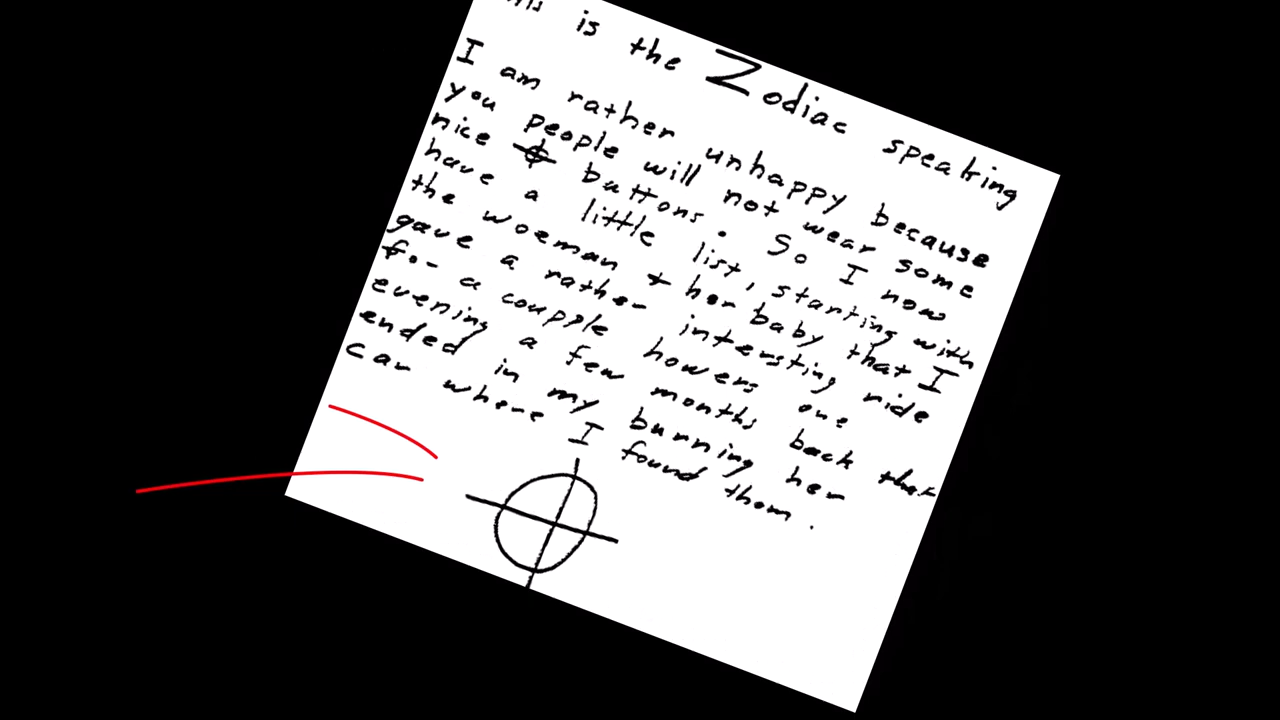 is the Zodiac speaking
I am rather unhappy because
you people will not wear some
nice buttons. So I now
have a little list, starting with
the woeman + her baby that I
gave a rather intersting ride
for a coupple howers one
evening a few months back that
ended in my burning her
car where I found them.